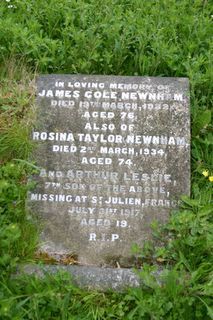 IN LOVING MEMORY OF
JAMES COLE NEWNHAM,
DIED 19TH MARCH, 1932,
AGED 76.
ALSO OF
ROSINA TAYLOR NEWNHAM,
DIED 2ND MARCH, 1934,
AGED 74.
AND ARTHUR LESLIE,
7TH SON OF THE ABOVE,
MISSING AT ST JULIEN, FRANCE
JULY 31ST 1917,
AGED 19.
R.I.P.